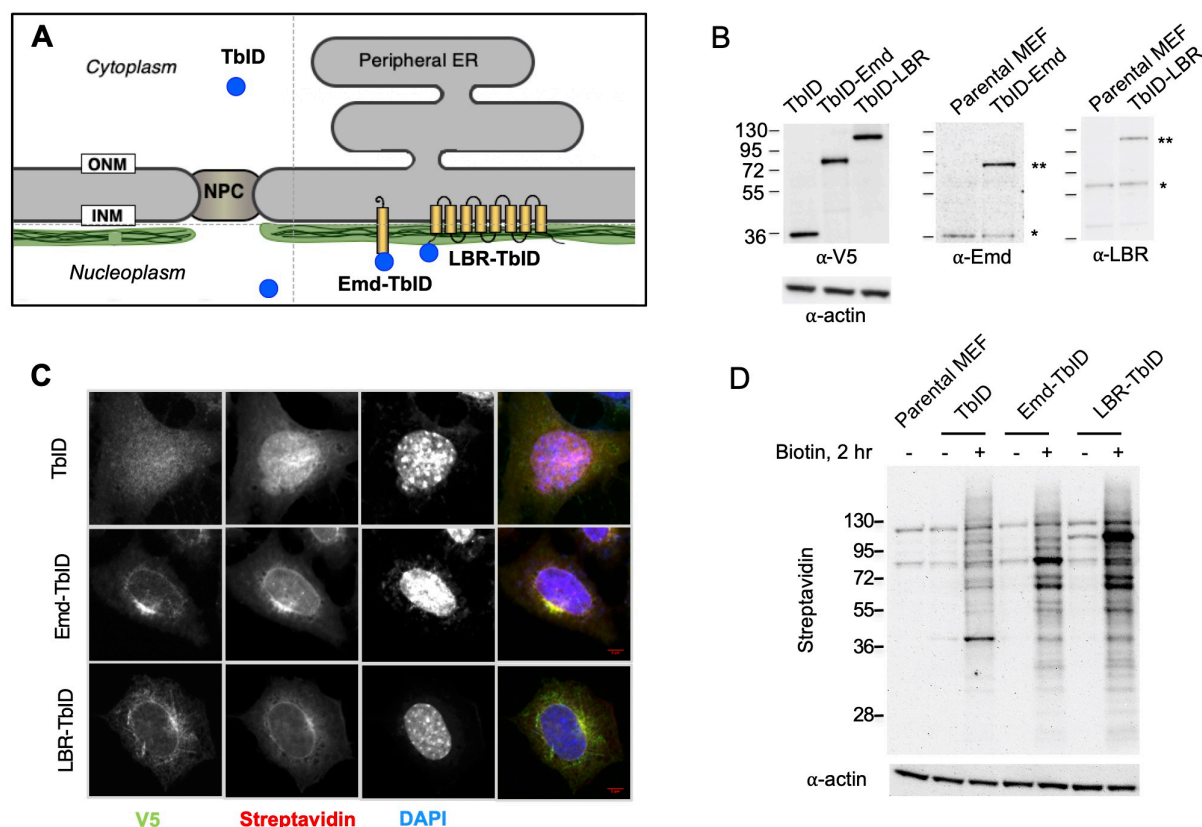 A
Cytoplasm
TbID
Peripheral ER
ONM
NPC
INM
Nucleoplasm
Emd-TbID
LBR-TbID
B
TbID
TbID-Emd
TbID-LBR
Parental MEF
TbID-Emd
Parental MEF
TbID-LBR
130
95
72
55
36
**
*
**
*
α-V5
α-Emd
α-LBR
α-actin
C
TbID
Emd-TbID
LBR-TbID
V5
Streptavidin
DAPI
D
Parental MEF
TbID
Emd-TbID
LBR-TbID
Biotin, 2 hr - - + - + - +
130
95
72
55
36
28
Streptavidin
α-actin